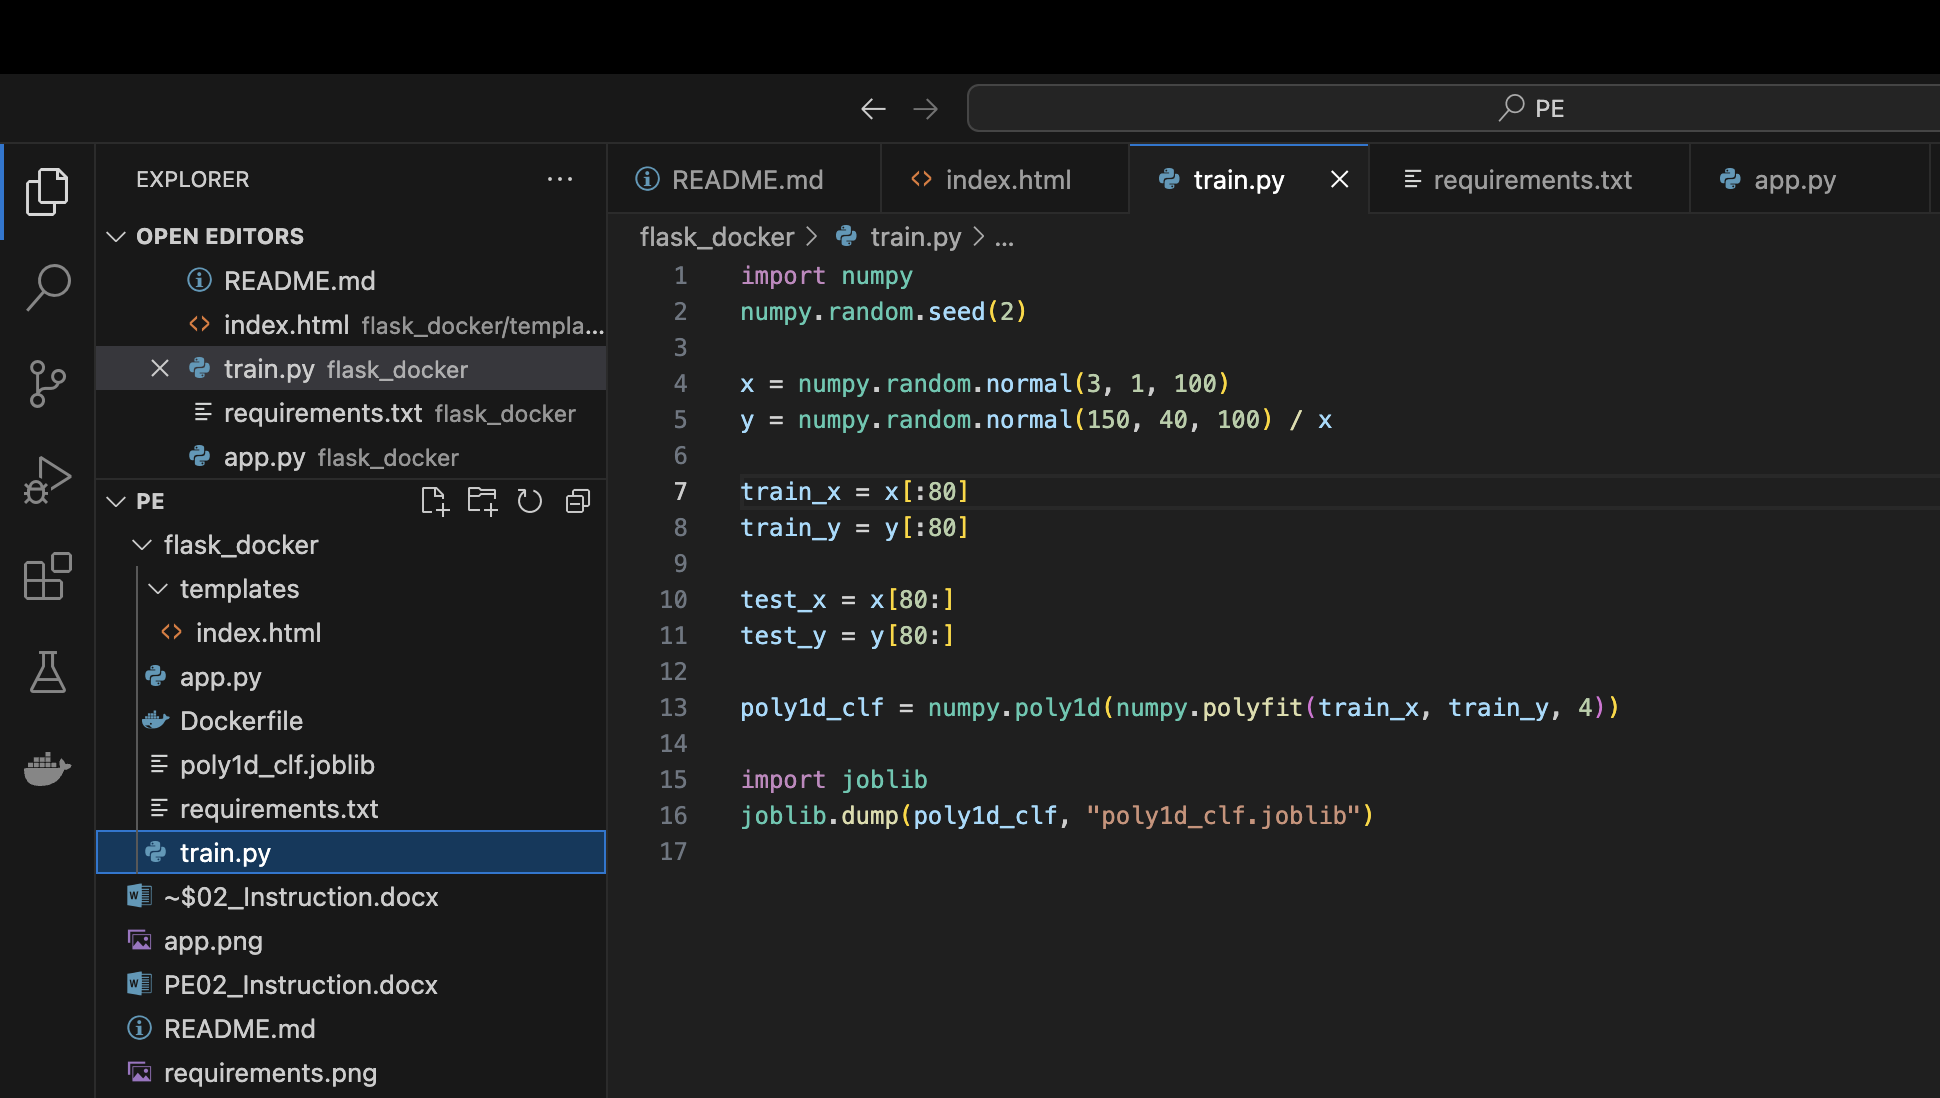 PE
EXPLORER
OPEN EDITORS
README.md
index.html flask_docker/templa...
train.py flask_docker
requirements.txt flask_docker
app.py flask_docker
PE
flask_docker
templates
index.html
app.py
Dockerfile
poly1d_clf.joblib
requirements.txt
train.py
~$02_Instruction.docx
app.png
PE02_Instruction.docx
README.md
requirements.png
README.md
index.html
train.py
requirements.txt
app.py
flask_docker > train.py > ...
1 import numpy
2 numpy.random.seed(2)
3
4 x = numpy.random.normal(3, 1, 100)
5 y = numpy.random.normal(150, 40, 100) / x
6
7 train_x = x[:80]
8 train_y = y[:80]
9
10 test_x = x[80:]
11 test_y = y[80:]
12
13 poly1d_clf = numpy.poly1d(numpy.polyfit(train_x, train_y, 4))
14
15 import joblib
16 joblib.dump(poly1d_clf, "poly1d_clf.joblib")
17